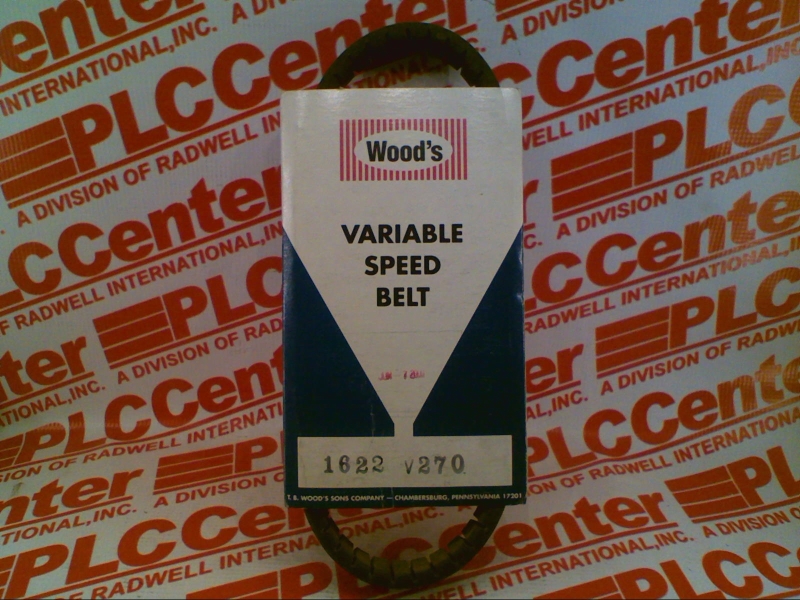 Wood's
VARIABLE
SPEED
BELT
1622 V270
T. B. WOOD'S SONS COMPANY — CHAMBERSBURG, PENNSYLVANIA 17201
PLCCenter
A DIVISION OF RADWELL INTERNATIONAL, INC.